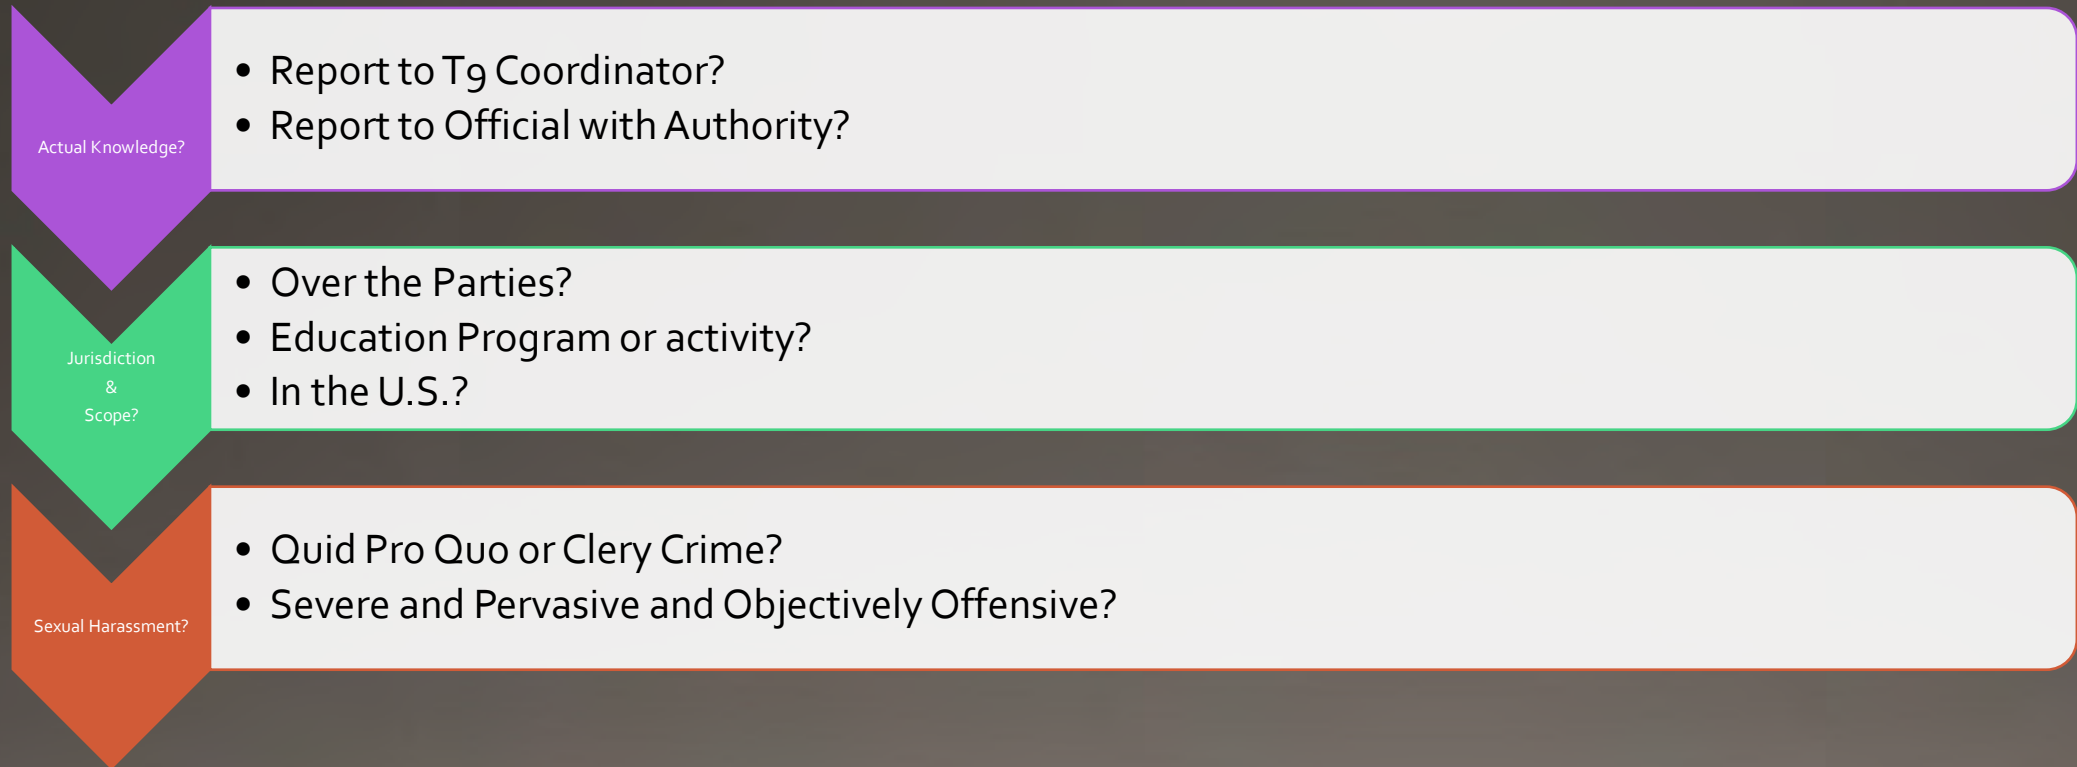 Actual Knowledge?
• Report to T9 Coordinator?
• Report to Official with Authority?
Jurisdiction
&
Scope?
• Over the Parties?
• Education Program or activity?
• In the U.S.?
Sexual Harassment?
• Quid Pro Quo or Clery Crime?
• Severe and Pervasive and Objectively Offensive?